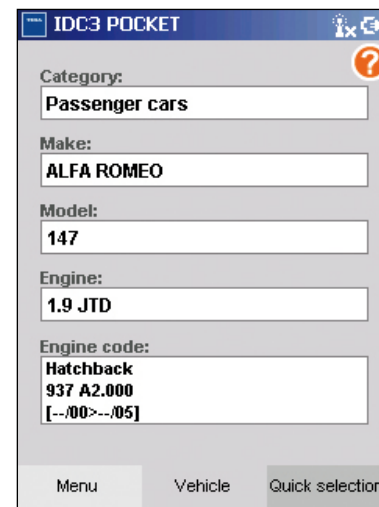 IDC3 POCKET
?
Category:
Passenger cars
Make:
ALFA ROMEO
Model:
147
Engine:
1.9 JTD
Engine code:
Hatchback
937 A2.000
[--/00>--/05]
Menu Vehicle Quick selection